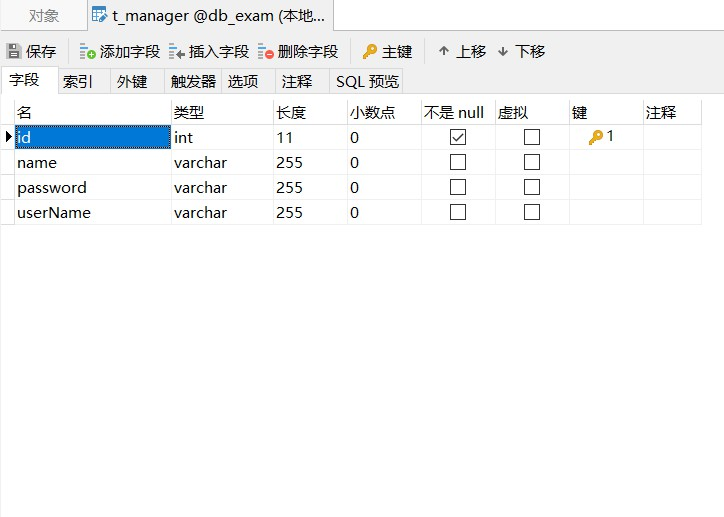 对象 t_manager @db_exam (本地...
保存 添加字段 插入字段 删除字段 主键 上移 下移
字段 索引 外键 触发器 选项 注释 SQL 预览
名 类型 长度 小数点 不是 null 虚拟 键 注释
id int 11 0 1
name varchar 255 0
password varchar 255 0
userName varchar 255 0